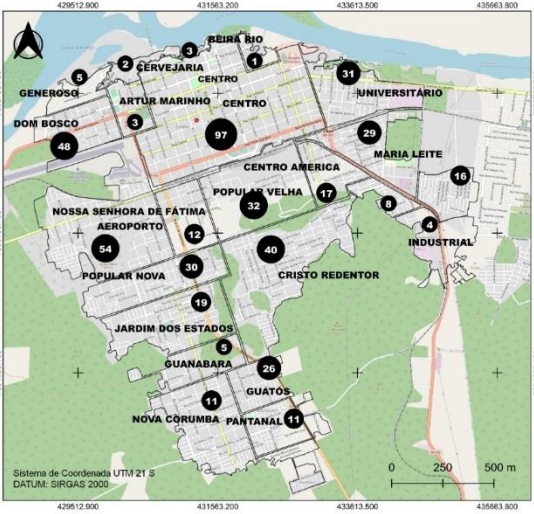 429512.900 431563.200 433613.500 435663.800
BEIRA RIO
3
2
1
CERVEJARIA
5
31
CENTRO
GENEROSO
UNIVERSITÁRIO
ARTUR MARINHO
CENTRO
DOM BOSCO
3
97
29
48
MARIA LEITE
CENTRO AMERICA
16
POPULAR VELHA
17
32
8
NOSSA SENHORA DE FÁTIMA
4
AEROPORTO
12
INDUSTRIAL
54
40
30
POPULAR NOVA
CRISTO REDENTOR
19
JARDIM DOS ESTADOS
5
GUANABARA
26
GUATÓS
11
NOVA CORUMBA
PANTANAL
11
Sistema de Coordenada UTM 21 S
DATUM: SIRGAS 2000
0 250 500 m
429512.900 431563.200 433613.500 435663.800